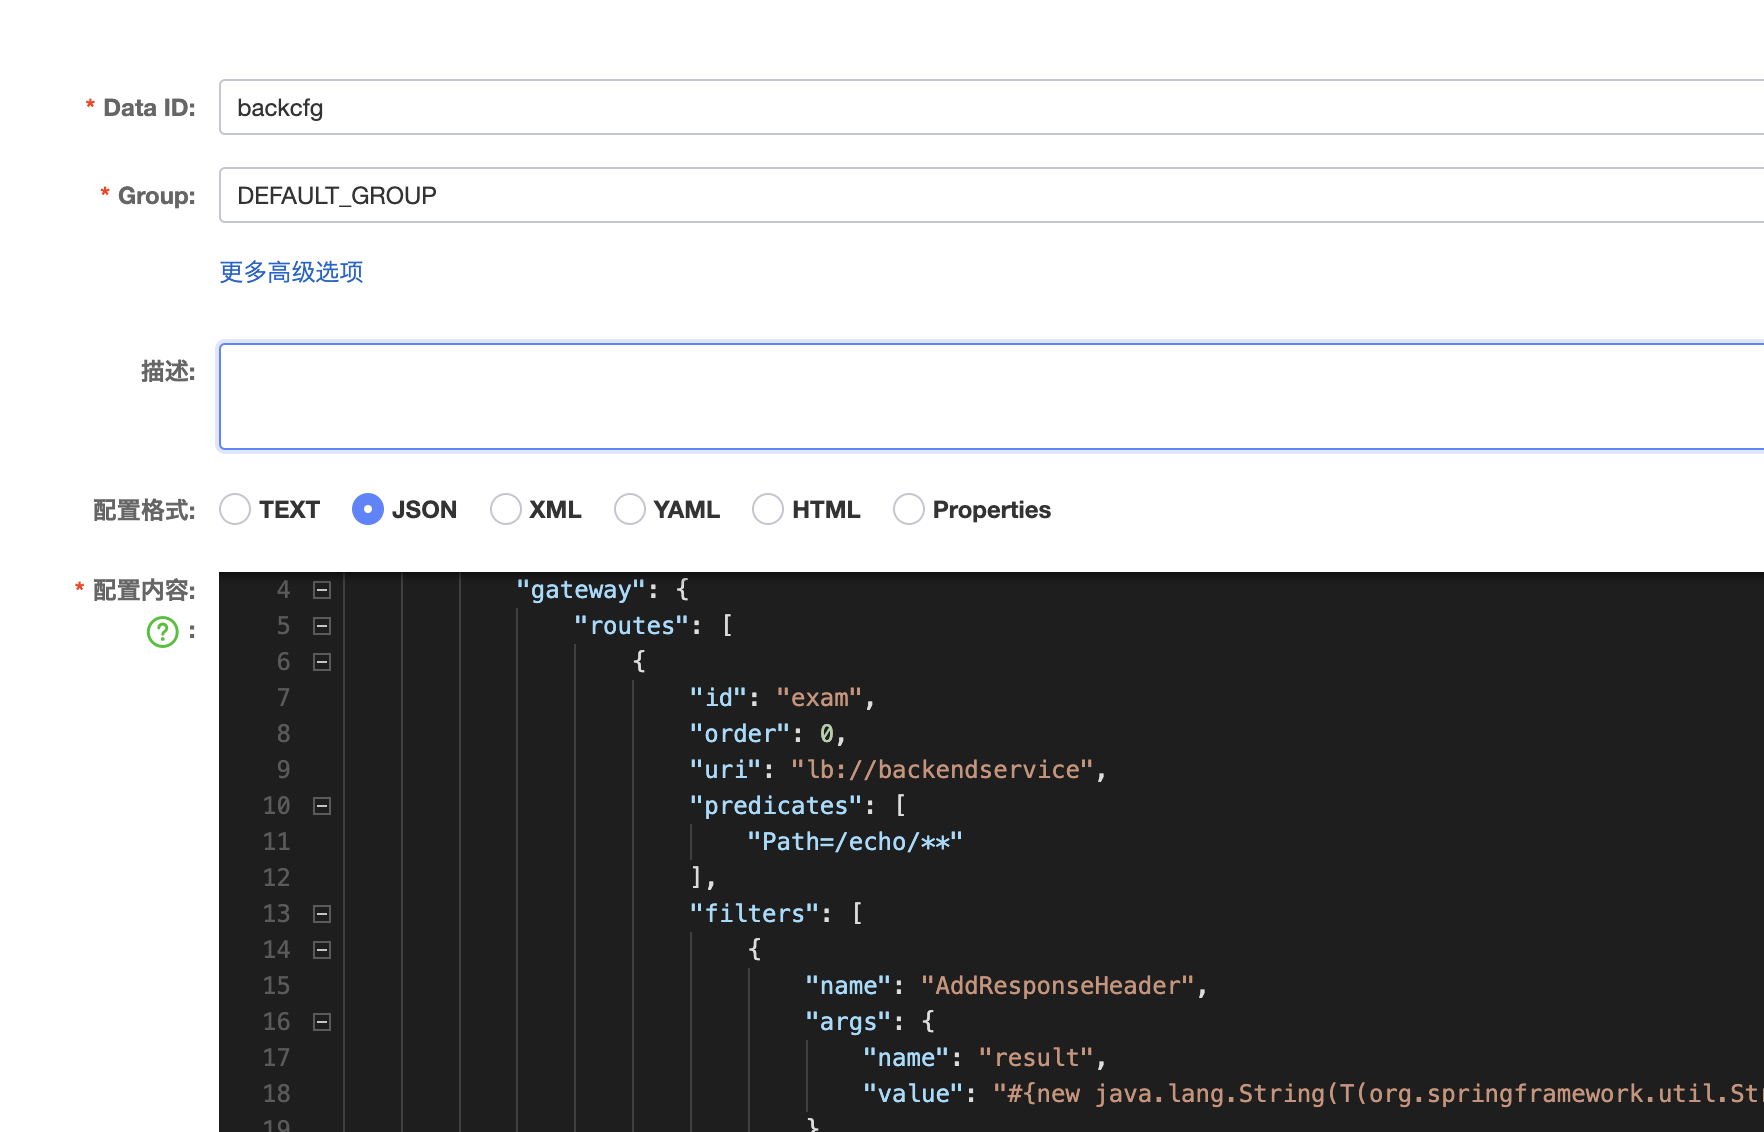 * Data ID: backcfg
* Group: DEFAULT_GROUP
更多高级选项
描述:
配置格式: TEXT JSON XML YAML HTML Properties
* 配置内容:
? :
4 "gateway": {
5 "routes": [
6 {
7 "id": "exam",
8 "order": 0,
9 "uri": "lb://backendservice",
10 "predicates": [
11 "Path=/echo/**"
12 ],
13 "filters": [
14 {
15 "name": "AddResponseHeader",
16 "args": {
17 "name": "result",
18 "value": "#{new java.lang.String(T(org.springframework.util.Str
19 }